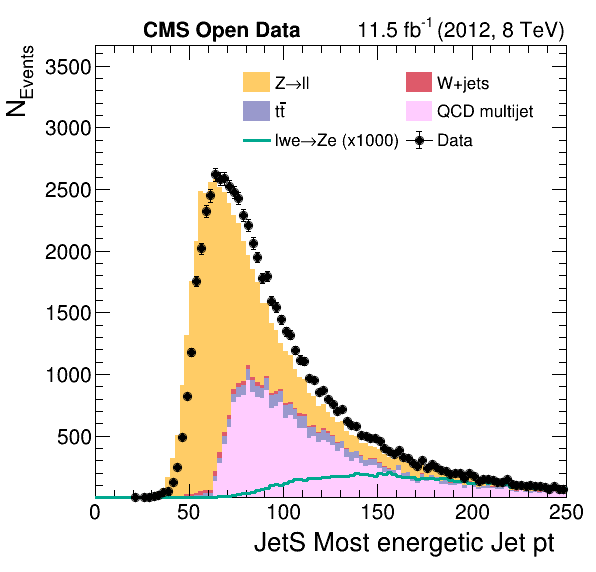 CMS Open Data 11.5 fb⁻¹ (2012, 8 TeV)
N_Events
3500
3000
2500
2000
1500
1000
500
Z→ll W+jets
tt̄ QCD multijet
lwe→Ze (x1000) Data
0 50 100 150 200 250
JetS Most energetic Jet pt